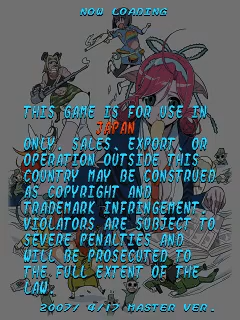 NOW LOADING
THIS GAME IS FOR USE IN
JAPAN
ONLY. SALES, EXPORT, OR
OPERATION OUTSIDE THIS
COUNTRY MAY BE CONSTRUED
AS COPYRIGHT AND
TRADEMARK INFRINGEMENT.
VIOLATORS ARE SUBJECT TO
SEVERE PENALTIES AND
WILL BE PROSECUTED TO
THE FULL EXTENT OF THE
LAW.
2007/ 4/17 MASTER VER.